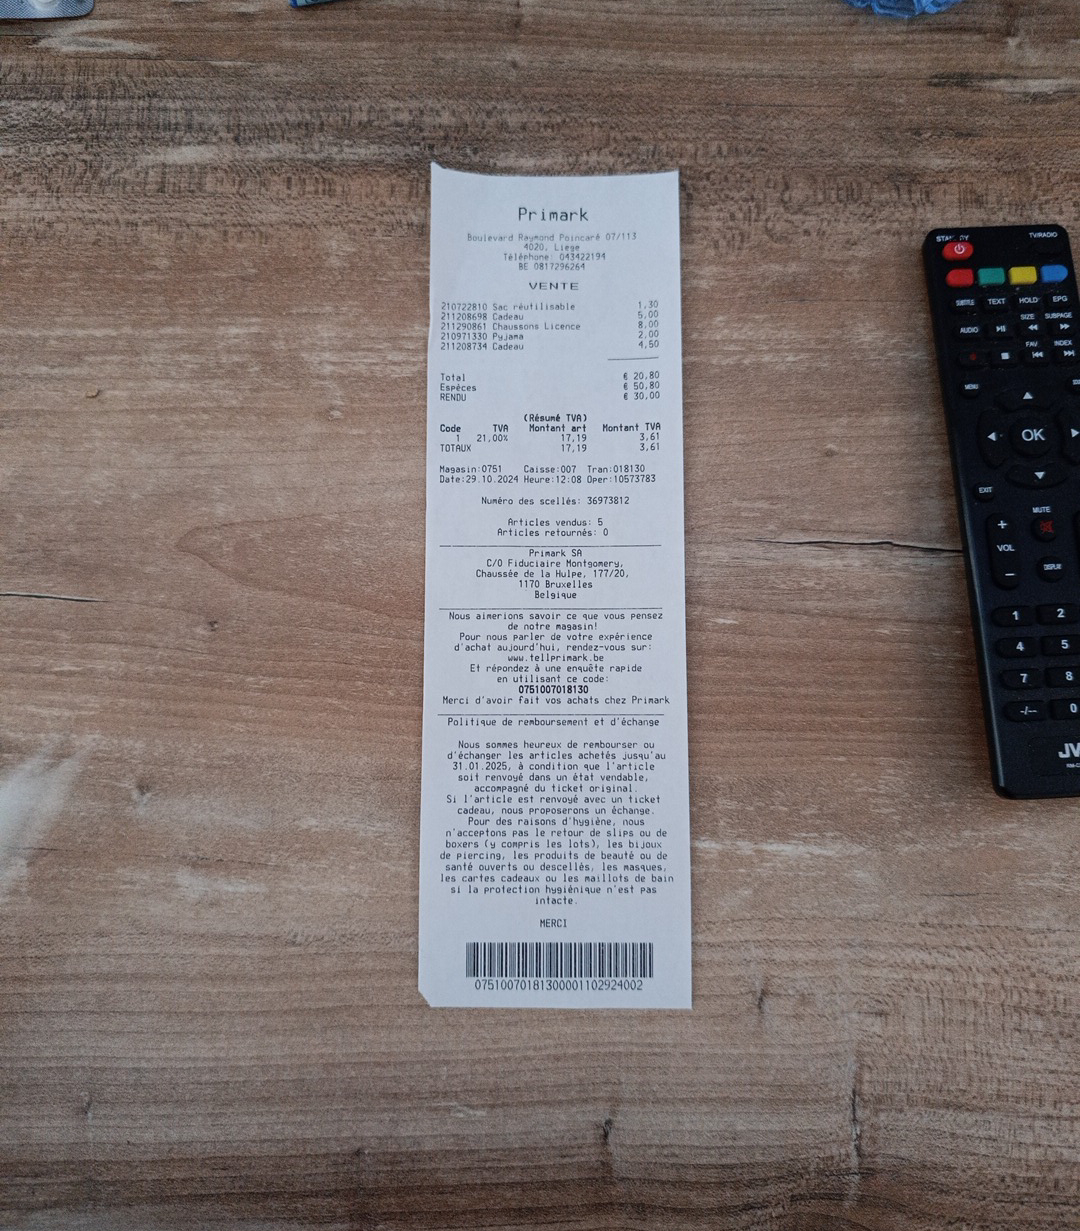 Primark
Boulevard Raymond Poincaré 07/113
4020, Liege
Téléphone: 043422194
BE 0817296264
VENTE
210722810 Sac réutilisable 1,30
211208698 Cadeau 5,00
211290861 Chaussons Licence 8,00
210971330 Pyjama 2,00
211208734 Cadeau 4,50
Total € 20,80
Espèces € 50,80
RENDU € 30,00
(Résumé TVA)
Code TVA Montant art Montant TVA
1 21,00% 17,19 3,61
TOTAUX 17,19 3,61
Magasin:0751 Caisse:007 Tran:018130
Date:29.10.2024 Heure:12:08 Oper:10573783
Numéro des scellés: 36973812
Articles vendus: 5
Articles retournés: 0
Primark SA
C/O Fiduciaire Montgomery,
Chaussée de la Hulpe, 177/20,
1170 Bruxelles
Belgique
Nous aimerions savoir ce que vous pensez
de notre magasin!
Pour nous parler de votre expérience
d'achat aujourd'hui, rendez-vous sur:
www.tellprimark.be
Et répondez à une enquête rapide
en utilisant ce code:
0751007018130
Merci d'avoir fait vos achats chez Primark
Politique de remboursement et d'échange
Nous sommes heureux de rembourser ou
d'échanger les articles achetés jusqu'au
31.01.2025, à condition que l'article
soit renvoyé dans un état vendable,
accompagné du ticket original.
Si l'article est renvoyé avec un ticket
cadeau, nous proposerons un échange.
Pour des raisons d'hygiène, nous
n'acceptons pas le retour de slips ou de
boxers (y compris les lots), les bijoux
de piercing, les produits de beauté ou de
santé ouverts ou descellés, les masques,
les cartes cadeaux ou les maillots de bain
si la protection hygiénique n'est pas
intacte.
MERCI
07510070181300001102924002
TV/RADIO
SUBTITLE TEXT HOLD EPG
SIZE SUBPAGE
AUDIO
FAV INDEX
MENU
OK
EXIT
MUTE
+
VOL
DISPLAY
-
1 2
4 5
7 8
-/-- 0